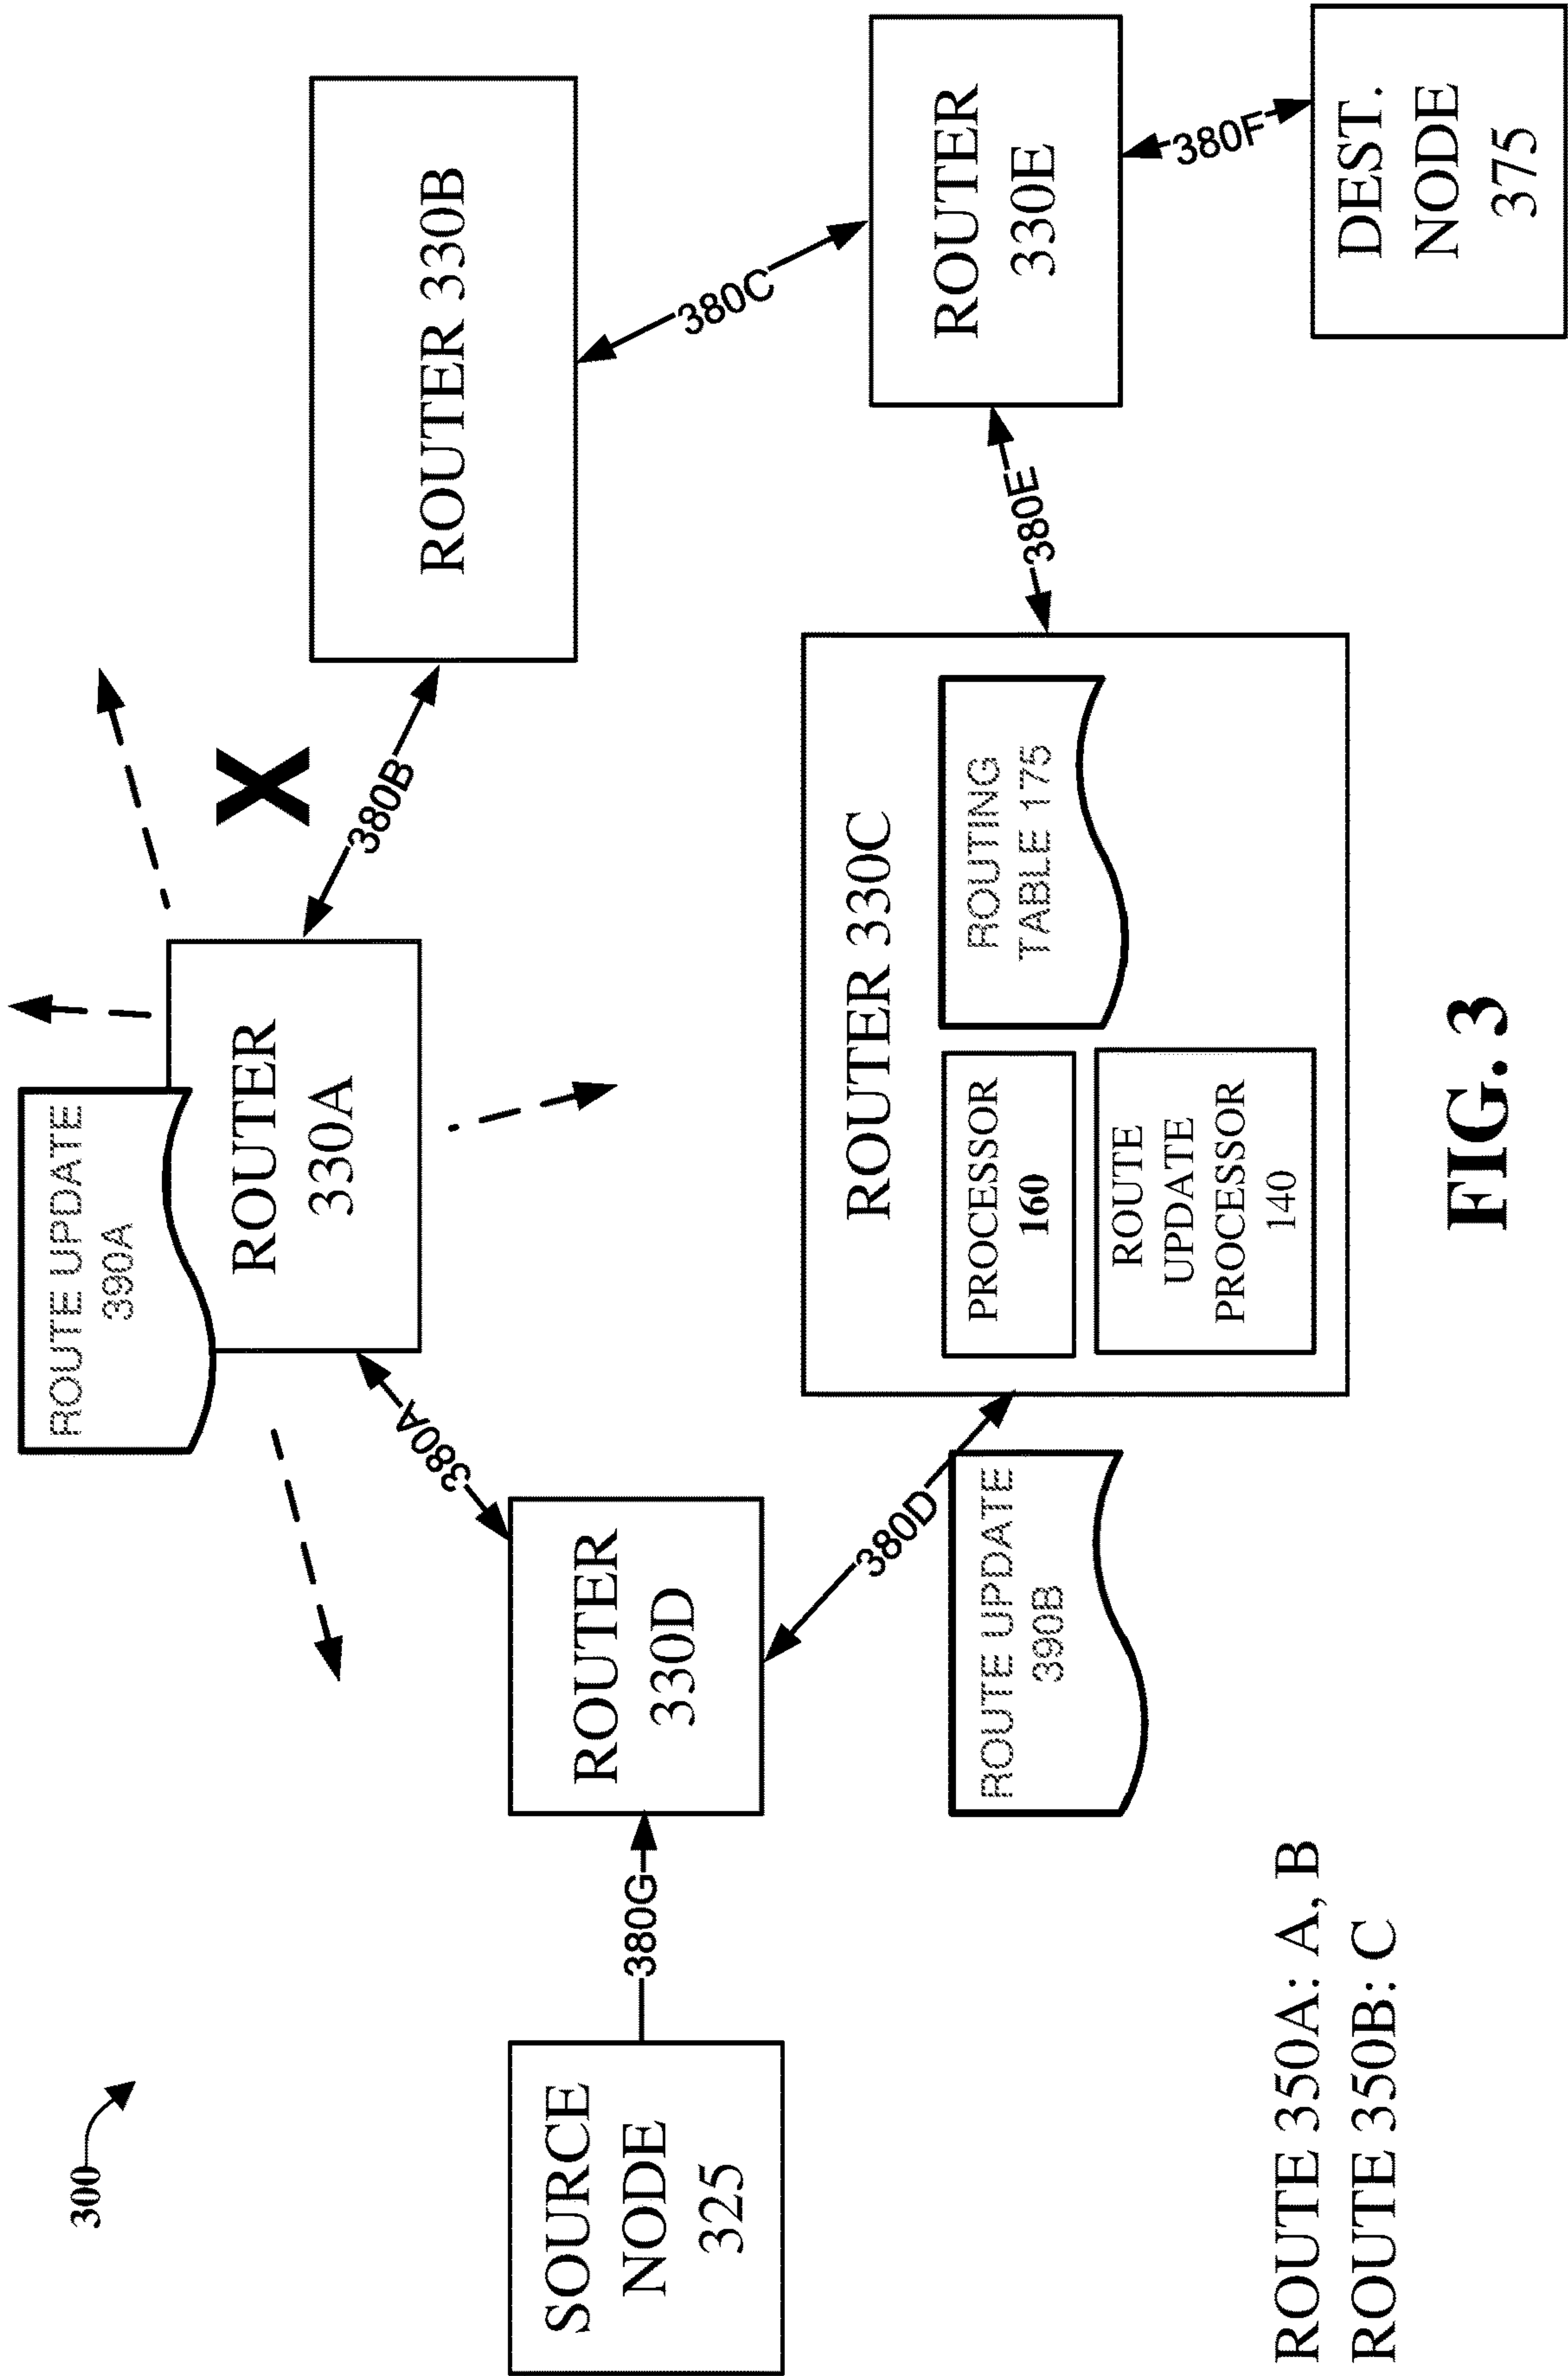 300
ROUTE UPDATE
390A
ROUTER
330A
X
380B
ROUTER 330B
380A
380C
SOURCE
NODE
325
380G
ROUTER
330D
380D
ROUTE UPDATE
390B
ROUTER 330C
PROCESSOR
160
ROUTE
UPDATE
PROCESSOR
140
ROUTING
TABLE 175
380E
ROUTER
330E
380F
DEST.
NODE
375
ROUTE 350A: A, B
ROUTE 350B: C
FIG. 3